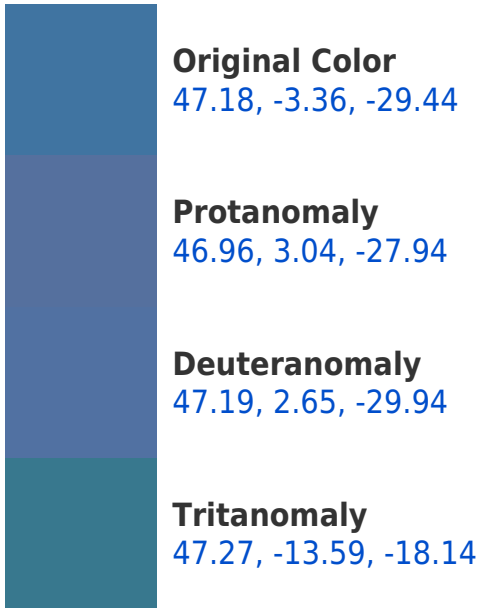 Original Color
47.18, -3.36, -29.44
Protanomaly
46.96, 3.04, -27.94
Deuteranomaly
47.19, 2.65, -29.94
Tritanomaly
47.27, -13.59, -18.14